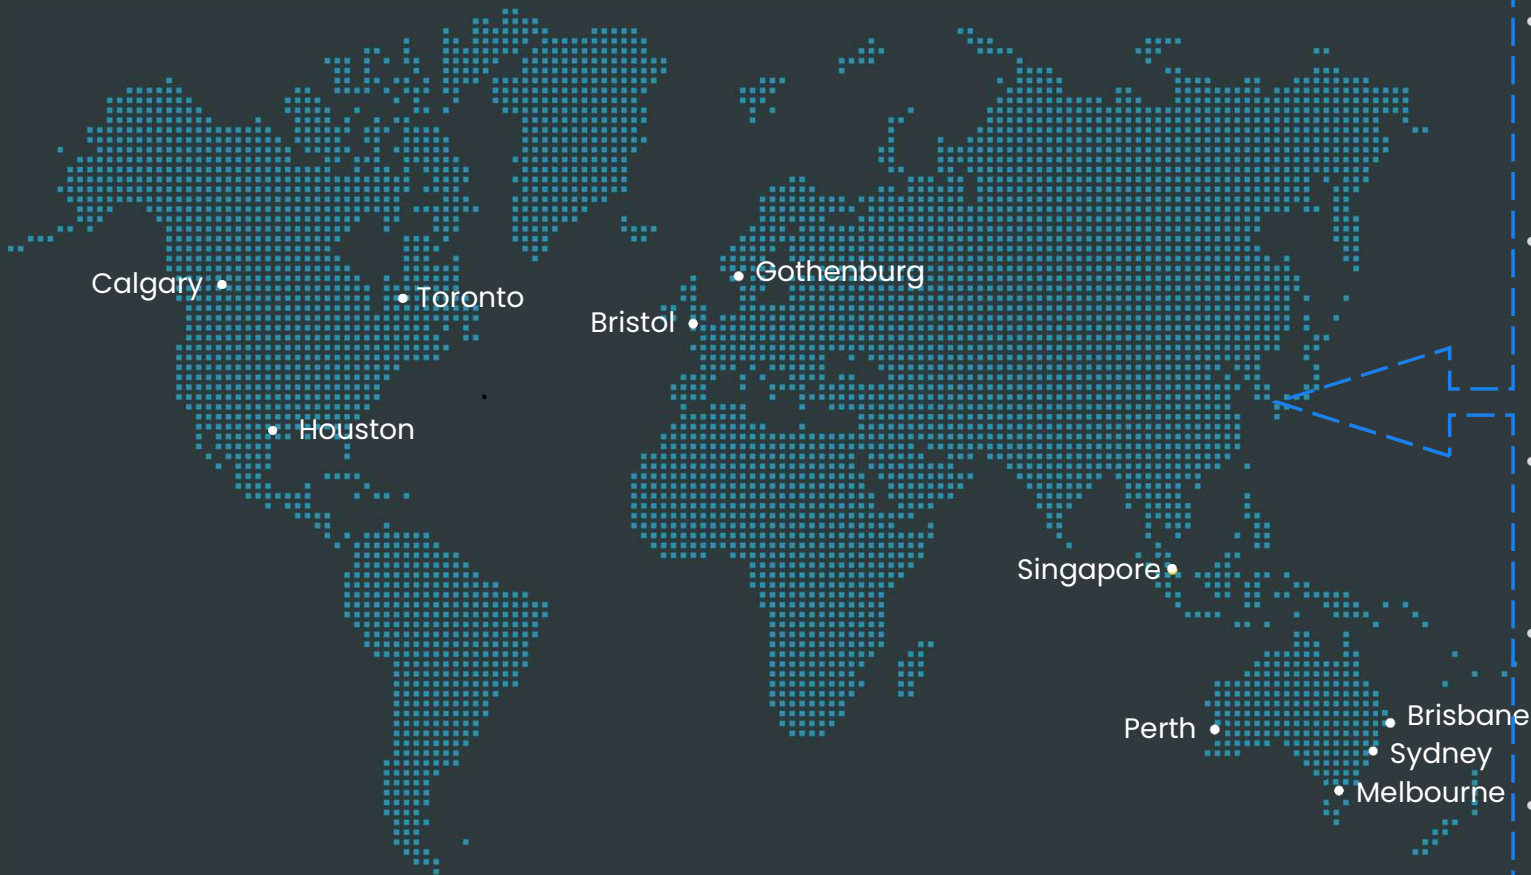 Gothenburg
Calgary
Toronto
Bristol
Houston
Singapore
Brisbane
Perth
Sydney
Melbourne